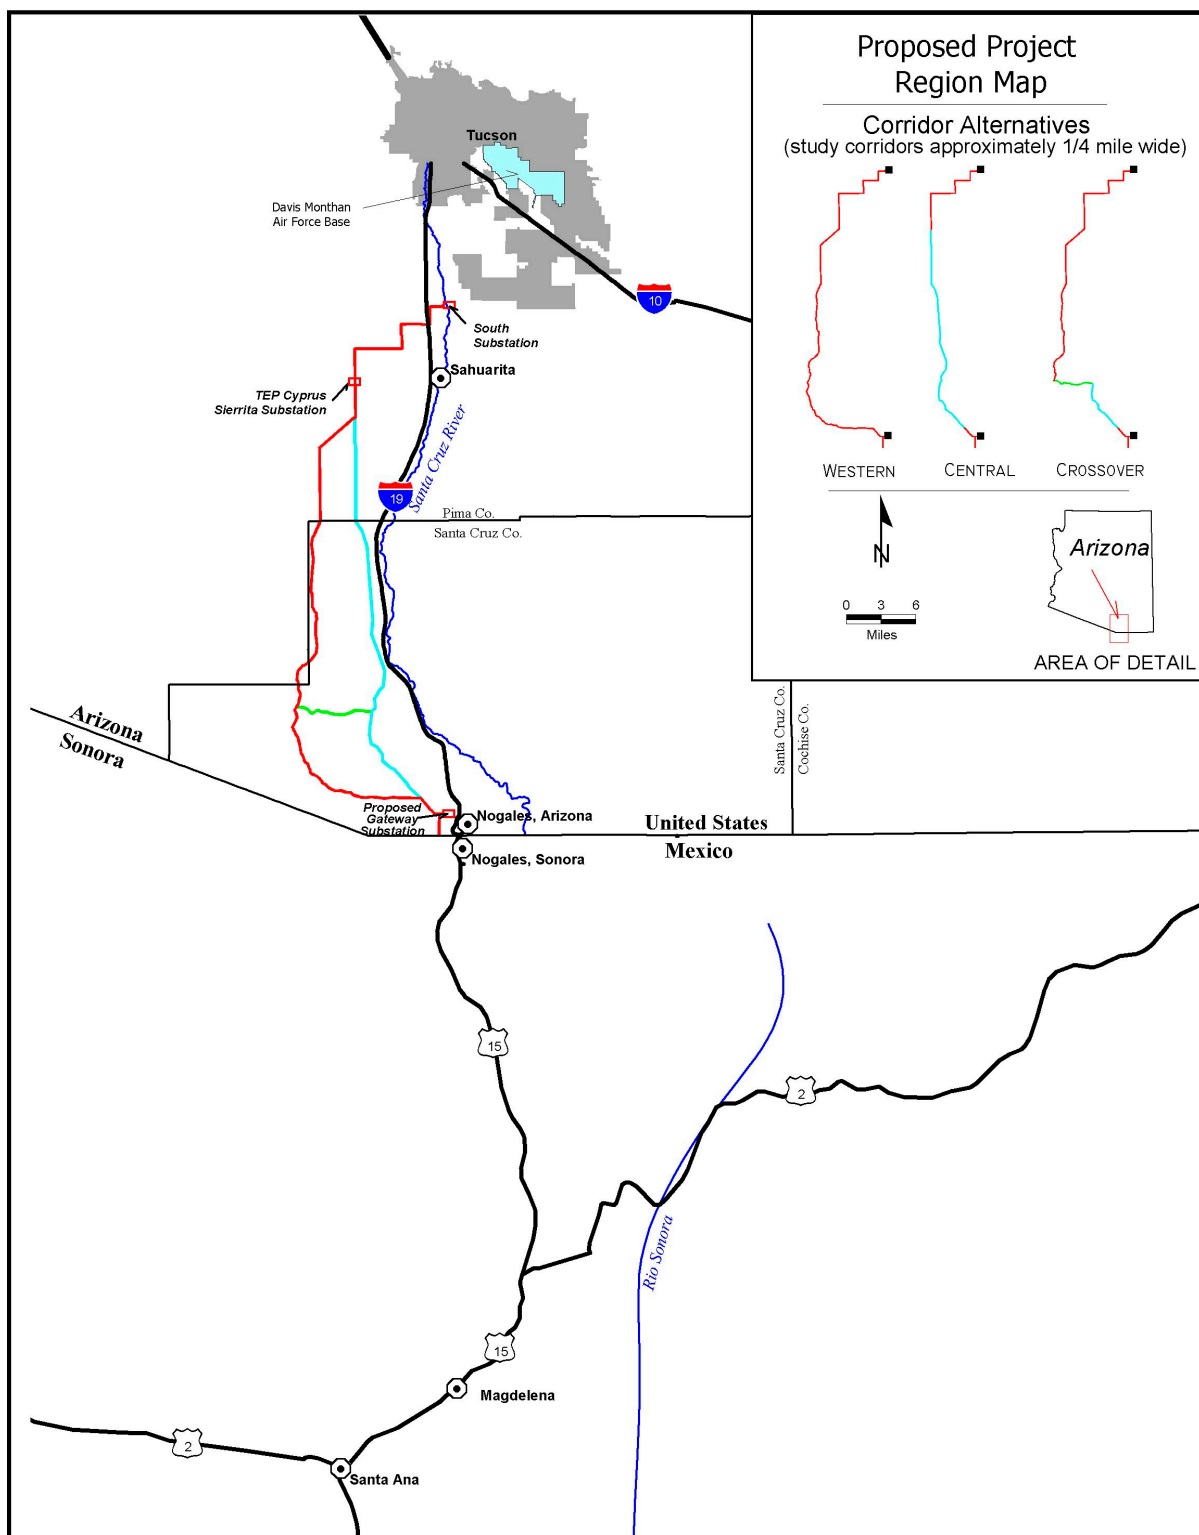 Proposed Project
Region Map
Corridor Alternatives
(study corridors approximately 1/4 mile wide)
WESTERN
CENTRAL
CROSSOVER
N
0 3 6
Miles
Arizona
AREA OF DETAIL
Tucson
Davis Monthan
Air Force Base
10
South
Substation
Sahuarita
TEP Cyprus
Sierrita Substation
Santa Cruz River
19
Pima Co.
Santa Cruz Co.
Santa Cruz Co.
Cochise Co.
Arizona
Sonora
Proposed
Gateway
Substation
Nogales, Arizona
United States
Mexico
Nogales, Sonora
15
2
Rio Sonora
15
Magdelena
2
Santa Ana